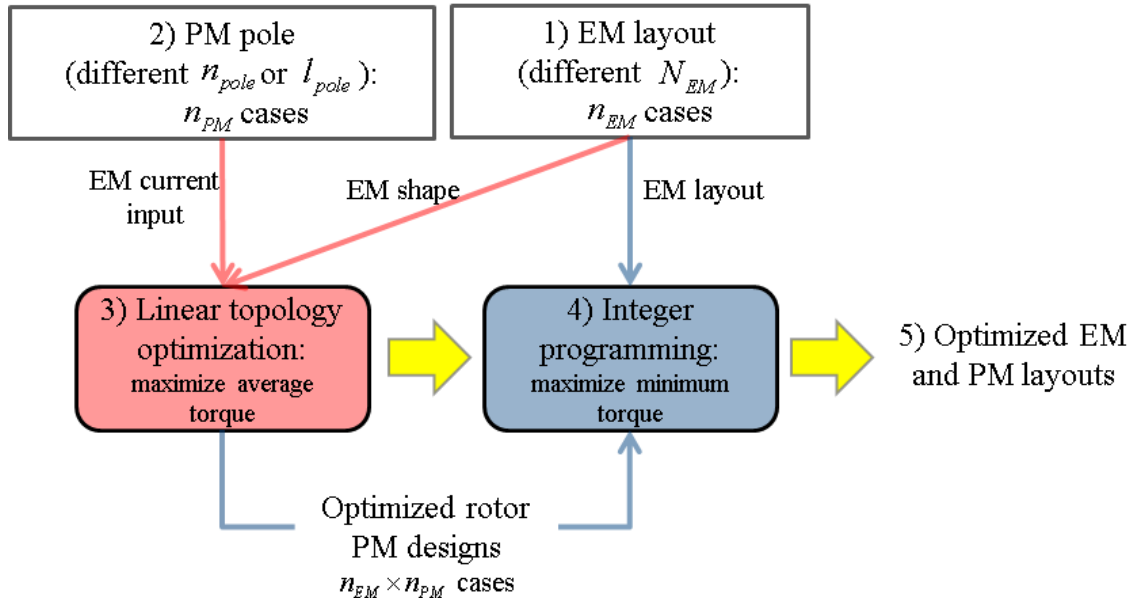 2) PM pole
(different n_pole or l_pole):
n_PM cases
1) EM layout
(different N_EM):
n_EM cases
EM current
input
EM shape
EM layout
3) Linear topology
optimization:
maximize average
torque
4) Integer
programming:
maximize minimum
torque
5) Optimized EM
and PM layouts
Optimized rotor
PM designs
n_EM × n_PM cases